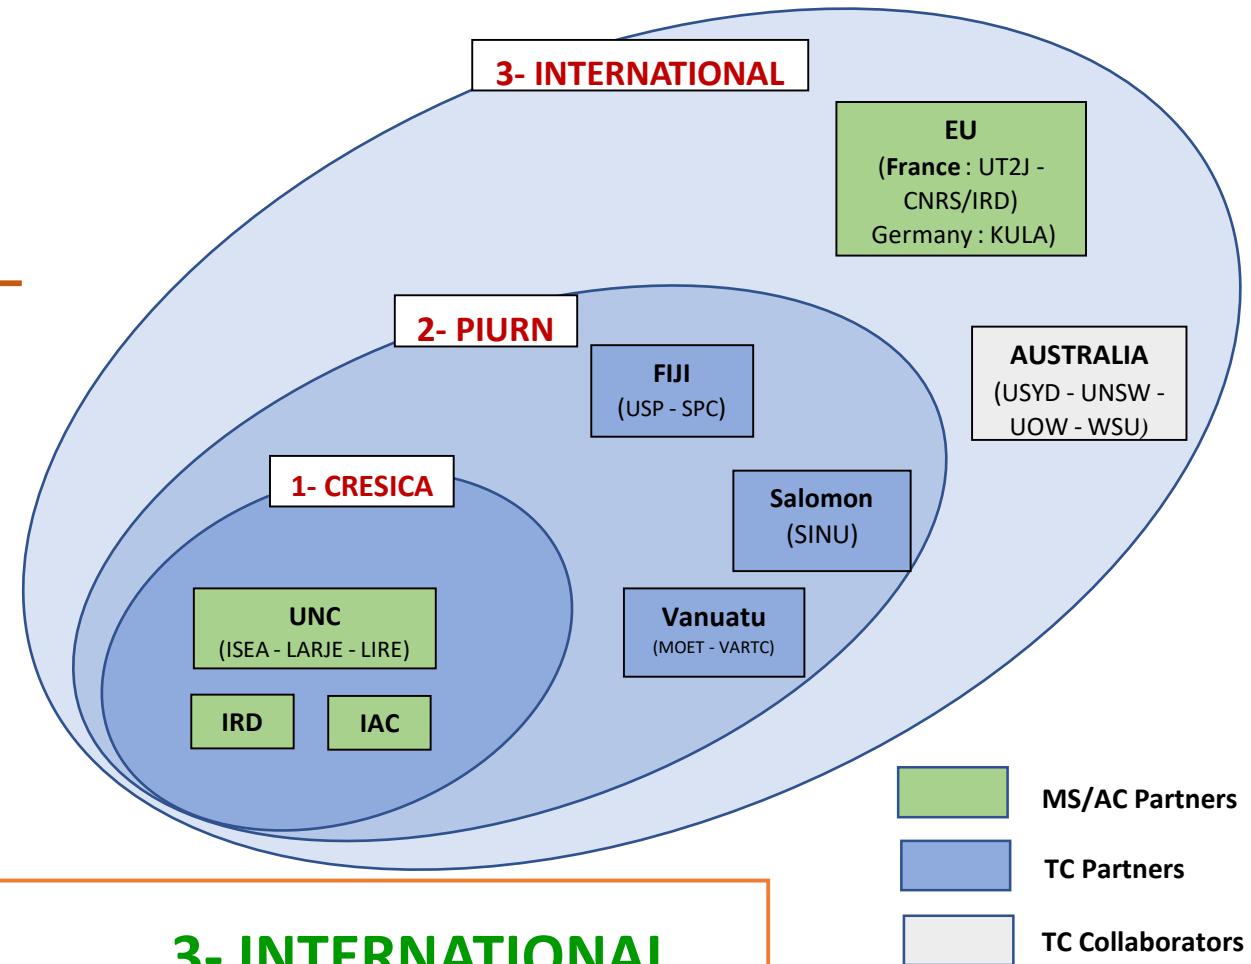 3- INTERNATIONAL
EU
(France : UT2J -
CNRS/IRD)
Germany : KULA)
2- PIURN
FIJI
(USP - SPC)
AUSTRALIA
(USYD - UNSW -
UOW - WSU)
1- CRESICA
Salomon
(SINU)
UNC
(ISEA - LARJE - LIRE)
Vanuatu
(MOET - VARTC)
IRD
IAC
MS/AC Partners
TC Partners
TC Collaborators
3- INTERNATIONAL